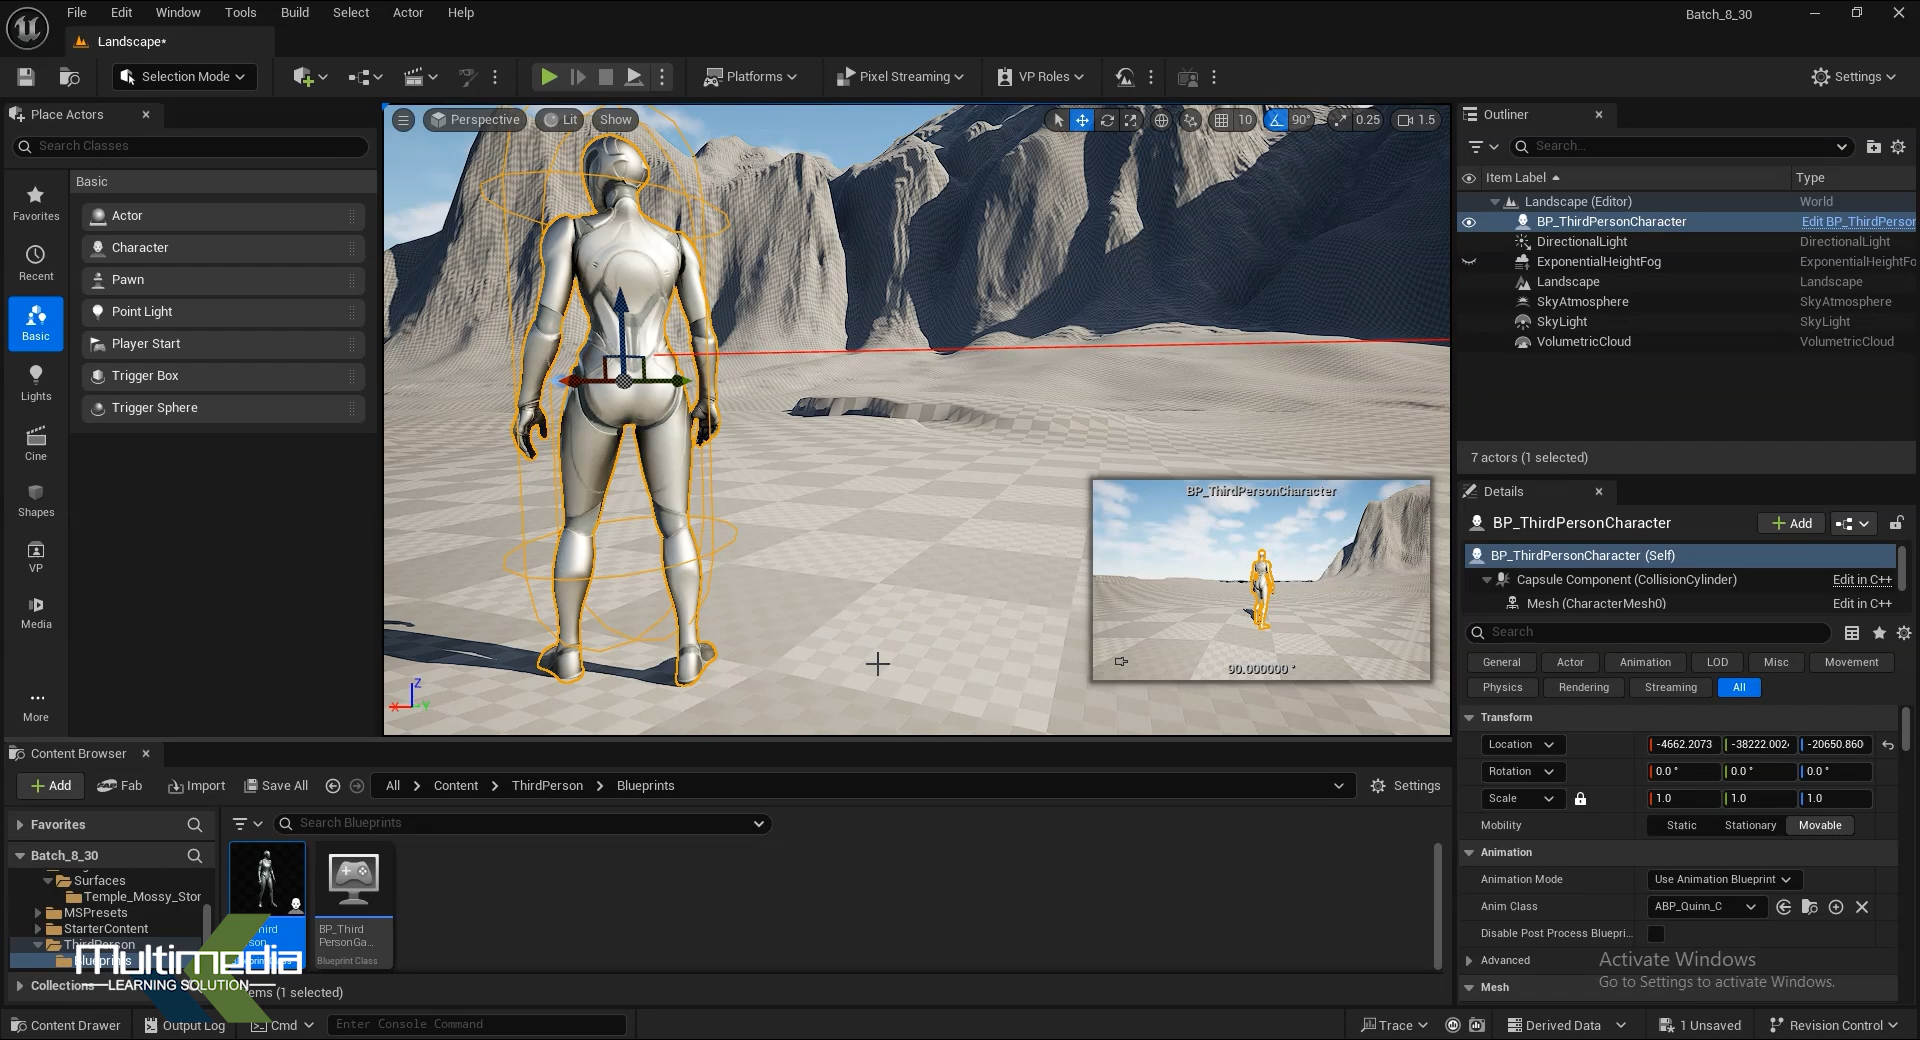 File Edit Window Tools Build Select Actor Help
Batch_8_30
Landscape*
Selection Mode
Platforms
Pixel Streaming
VP Roles
Settings
Place Actors
Search Classes
Basic
Favorites
Recent
Basic
Lights
Cine
Shapes
VP
Media
More
Actor
Character
Pawn
Point Light
Player Start
Trigger Box
Trigger Sphere
Perspective
Lit
Show
10
90°
0.25
1.5
BP_ThirdPersonCharacter
90.000000 °
Z
X
Y
Outliner
Search...
Item Label
Type
Landscape (Editor) World
BP_ThirdPersonCharacter Edit BP_ThirdPerson
DirectionalLight DirectionalLight
ExponentialHeightFog ExponentialHeightFo
Landscape Landscape
SkyAtmosphere SkyAtmosphere
SkyLight SkyLight
VolumetricCloud VolumetricCloud
7 actors (1 selected)
Details
BP_ThirdPersonCharacter
Add
BP_ThirdPersonCharacter (Self)
Capsule Component (CollisionCylinder) Edit in C++
Mesh (CharacterMesh0) Edit in C++
Search
General Actor Animation LOD Misc Movement
Physics Rendering Streaming All
Transform
Location -4662.2073 -38222.002 -20650.860
Rotation 0.0 ° 0.0 ° 0.0 °
Scale 1.0 1.0 1.0
Mobility Static Stationary Movable
Animation
Animation Mode Use Animation Blueprint
Anim Class ABP_Quinn_C
Disable Post Process Bluepri...
Advanced
Mesh
Activate Windows
Go to Settings to activate Windows.
Content Browser
Add Fab Import Save All
All Content ThirdPerson Blueprints
Settings
Favorites
Batch_8_30
Surfaces
Temple_Mossy_Stor
MSPresets
StarterContent
ThirdPerson
Blueprints
Collections
Search Blueprints
BP_Third
PersonGa...
Blueprint Class
(1 selected)
Multimedia
LEARNING SOLUTION
Content Drawer
Output Log
Cmd
Enter Console Command
Trace
Derived Data
1 Unsaved
Revision Control